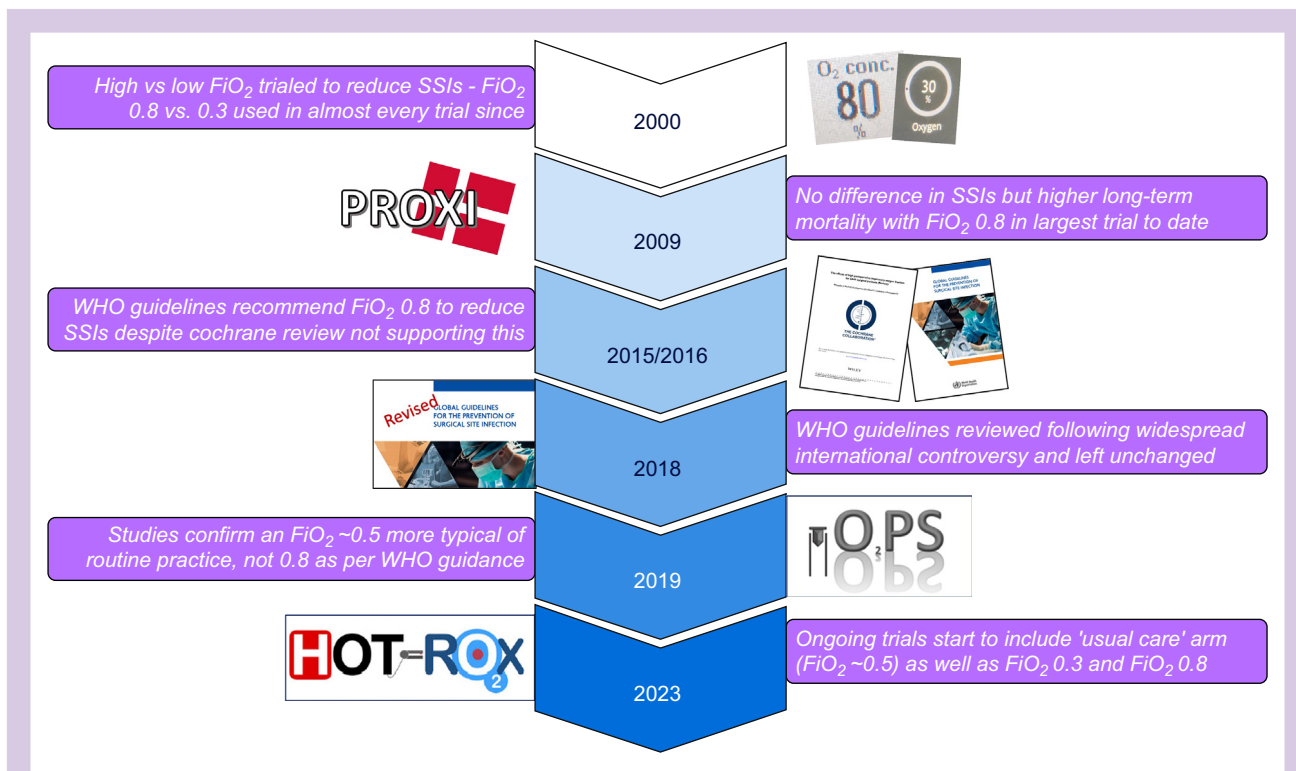 High vs low FiO₂ trialed to reduce SSIs - FiO₂
0.8 vs. 0.3 used in almost every trial since
2000
O₂ conc.
80
%
30
%
Oxygen
PROXI
2009
No difference in SSIs but higher long-term
mortality with FiO₂ 0.8 in largest trial to date
WHO guidelines recommend FiO₂ 0.8 to reduce
SSIs despite cochrane review not supporting this
2015/2016
THE COCHRANE
COLLABORATION
WILEY
GLOBAL GUIDELINES
FOR THE PREVENTION OF
SURGICAL SITE INFECTION
World Health
Organization
Revised
GLOBAL GUIDELINES
FOR THE PREVENTION OF
SURGICAL SITE INFECTION
2018
WHO guidelines reviewed following widespread
international controversy and left unchanged
Studies confirm an FiO₂ ~0.5 more typical of
routine practice, not 0.8 as per WHO guidance
2019
O₂PS
HOT-ROX
2
2023
Ongoing trials start to include 'usual care' arm
(FiO₂ ~0.5) as well as FiO₂ 0.3 and FiO₂ 0.8